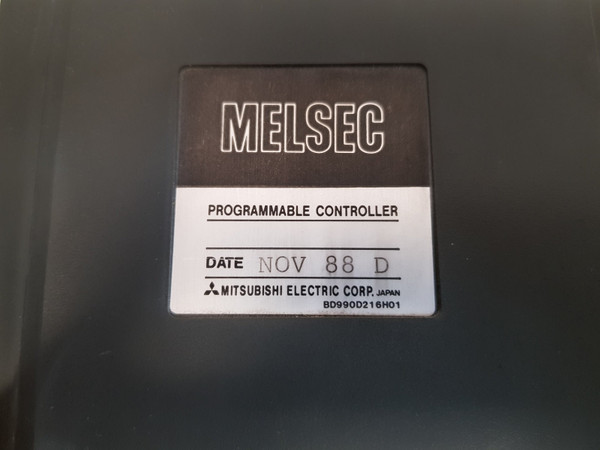 MELSEC
PROGRAMMABLE CONTROLLER
DATE NOV 88 D
MITSUBISHI ELECTRIC CORP. JAPAN
BD990D216H01